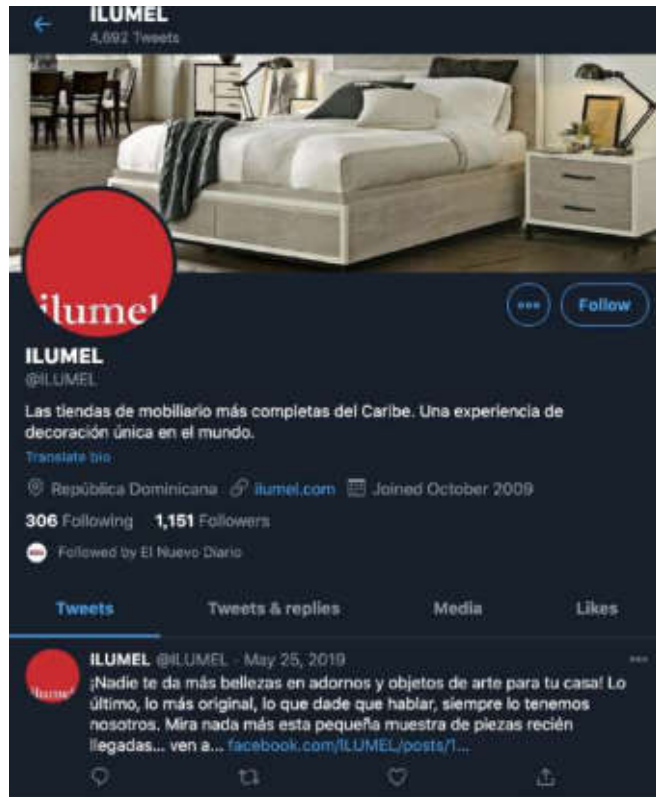 ILUMEL
4,692 Tweets
ilumel
Follow
ILUMEL
@ILUMEL
Las tiendas de mobiliario más completas del Caribe. Una experiencia de
decoración única en el mundo.
Translate bio
República Dominicana ilumel.com Joined October 2009
306 Following 1,151 Followers
Followed by El Nuevo Diario
Tweets Tweets & replies Media Likes
ILUMEL @ILUMEL · May 25, 2019
¡Nadie te da más bellezas en adornos y objetos de arte para tu casa! Lo
último, lo más original, lo que dade que hablar, siempre lo tenemos
nosotros. Mira nada más esta pequeña muestra de piezas recién
llegadas... ven a... facebook.com/ILUMEL/posts/1...
ilumel